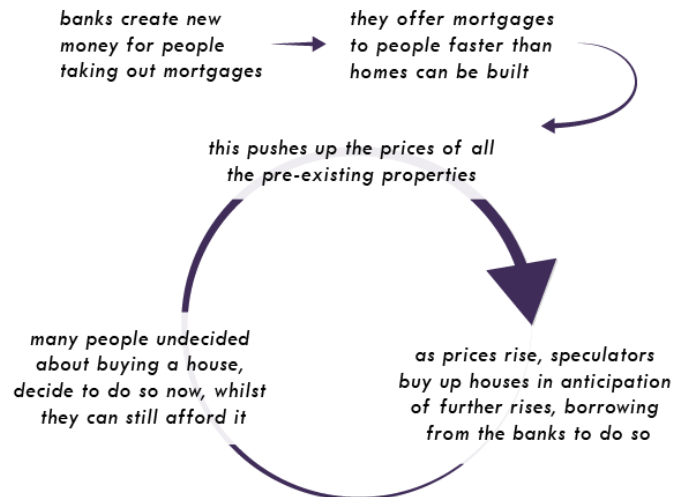 banks create new
money for people
taking out mortgages
they offer mortgages
to people faster than
homes can be built
this pushes up the prices of all
the pre-existing properties
as prices rise, speculators
buy up houses in anticipation
of further rises, borrowing
from the banks to do so
many people undecided
about buying a house,
decide to do so now, whilst
they can still afford it